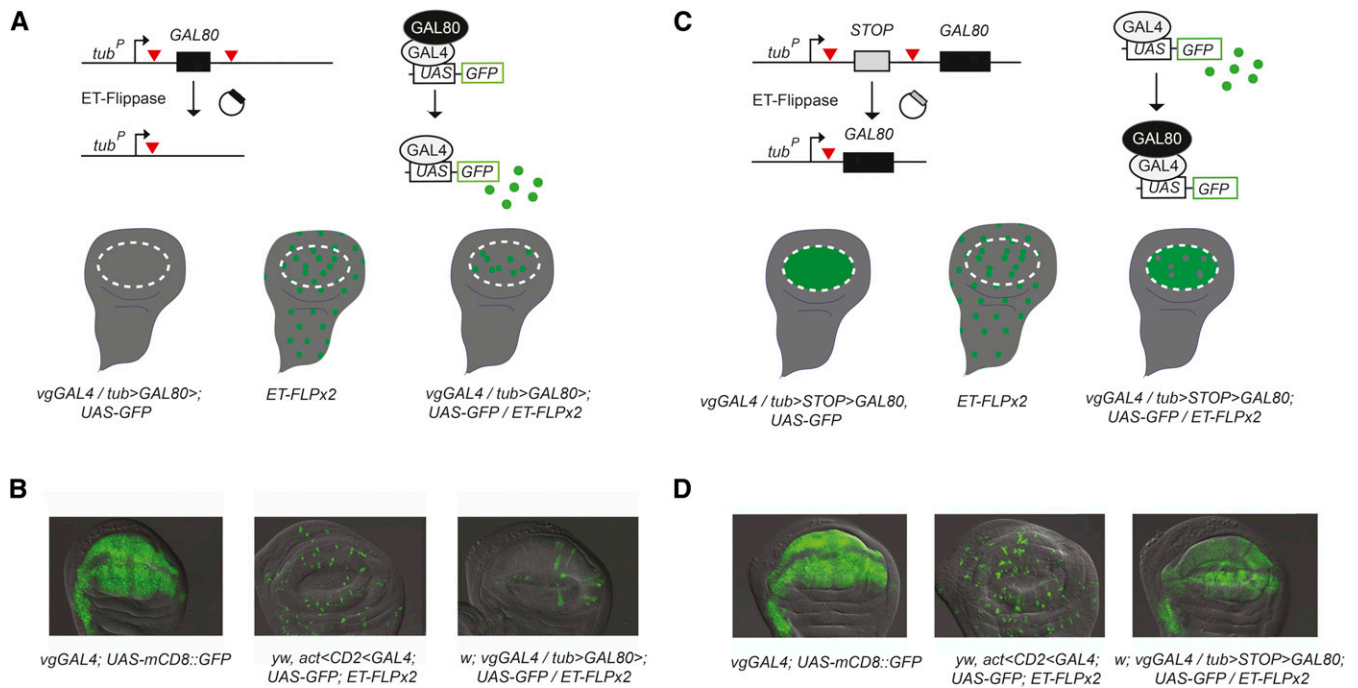 A
tub^P
GAL80
ET-Flippase
tub^P
GAL80
GAL4
UAS
GFP
GAL4
UAS
GFP
vgGAL4 / tub>GAL80>;
UAS-GFP
ET-FLPx2
vgGAL4 / tub>GAL80>;
UAS-GFP / ET-FLPx2
B
vgGAL4; UAS-mCD8::GFP
yw, act<CD2<GAL4;
UAS-GFP; ET-FLPx2
w; vgGAL4 / tub>GAL80>;
UAS-GFP / ET-FLPx2
C
tub^P
STOP
GAL80
ET-Flippase
tub^P
GAL80
GAL4
UAS
GFP
GAL80
GAL4
UAS
GFP
vgGAL4 / tub>STOP>GAL80,
UAS-GFP
ET-FLPx2
vgGAL4 / tub>STOP>GAL80;
UAS-GFP / ET-FLPx2
D
vgGAL4; UAS-mCD8::GFP
yw, act<CD2<GAL4;
UAS-GFP; ET-FLPx2
w; vgGAL4 / tub>STOP>GAL80;
UAS-GFP / ET-FLPx2